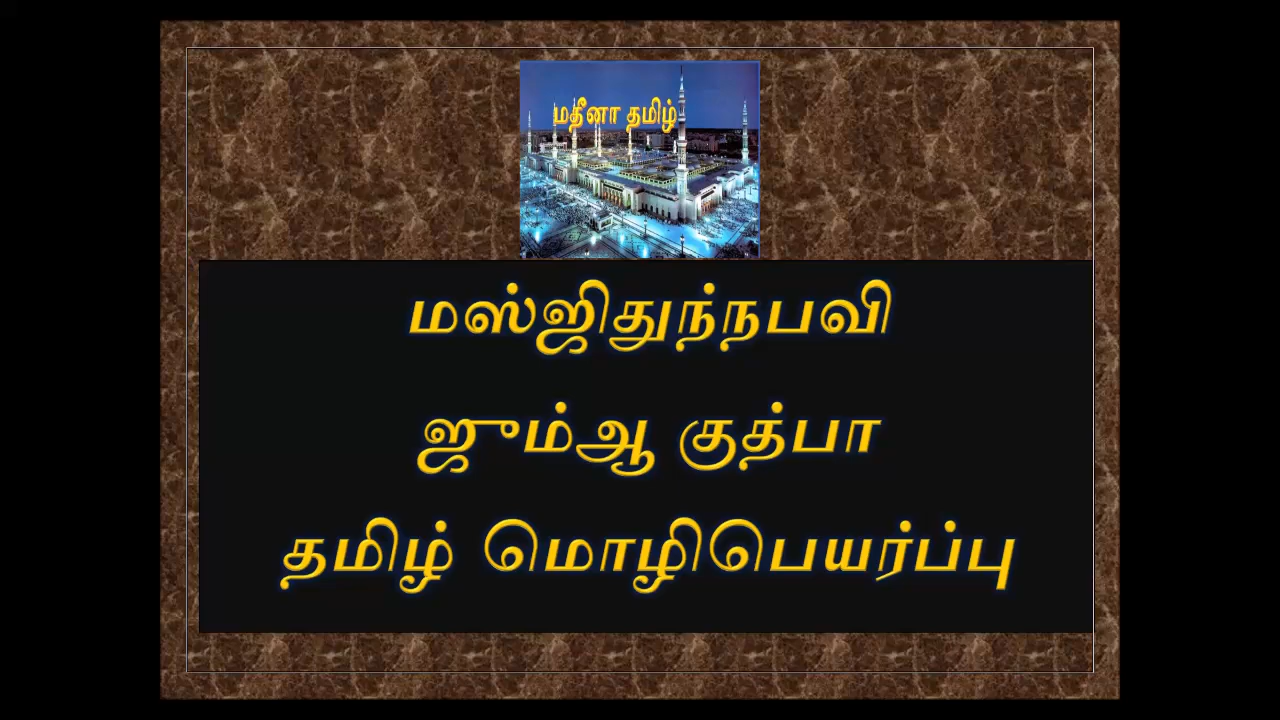 மதீனா தமிழ்
மஸ்ஜிதுந்நபவி
ஜும்ஆ குத்பா
தமிழ் மொழிபெயர்ப்பு